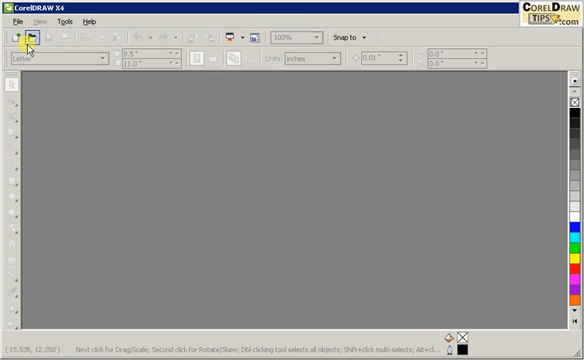 CorelDRAW X4
CORELDRAW
TIPS.com
File View Tools Help
100% Snap to
Letter 8.5 " 11.0 " Units: inches 0.01 " 0.0 " 0.0 "
( 15.535, 12.250 ) Next click for Drag/Scale; Second click for Rotate/Skew; Dbl-clicking tool selects all objects; Shift+click multi-selects; Alt+cl...